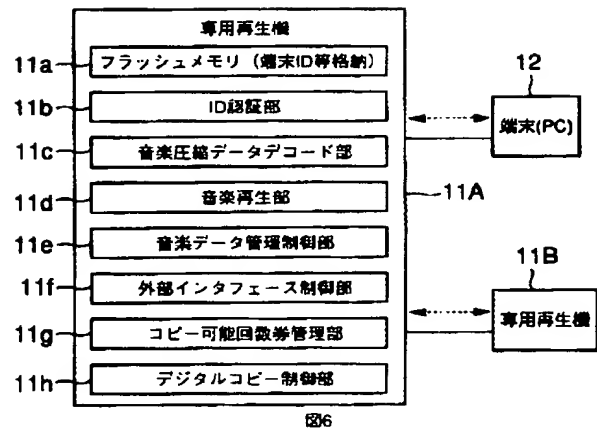 専用再生機
11a フラッシュメモリ（端末ID等格納）
11b ID認証部
11c 音楽圧縮データデコード部
11d 音楽再生部
11e 音楽データ管理制御部
11f 外部インタフェース制御部
11g コピー可能回数券管理部
11h デジタルコピー制御部
11A
12
端末(PC)
11B
専用再生機
図6